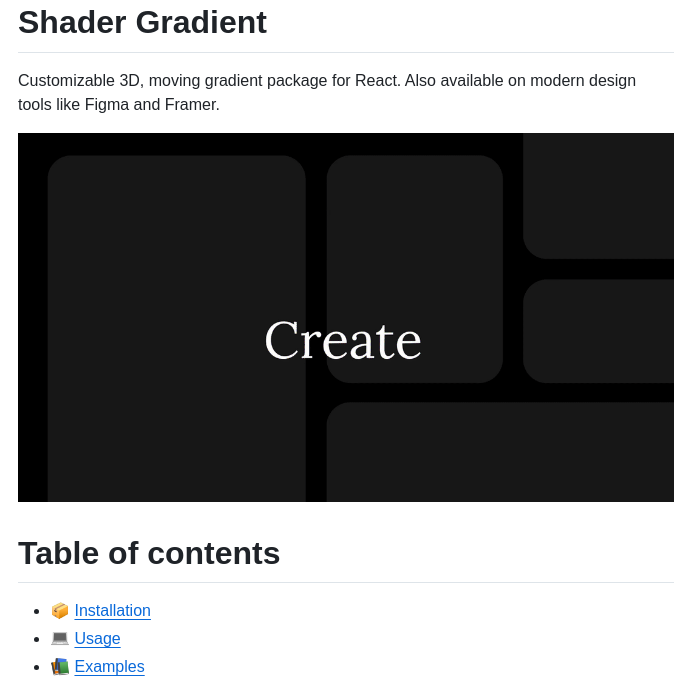 Shader Gradient
Customizable 3D, moving gradient package for React. Also available on modern design
tools like Figma and Framer.
Create
Table of contents
📦 Installation
💻 Usage
📚 Examples